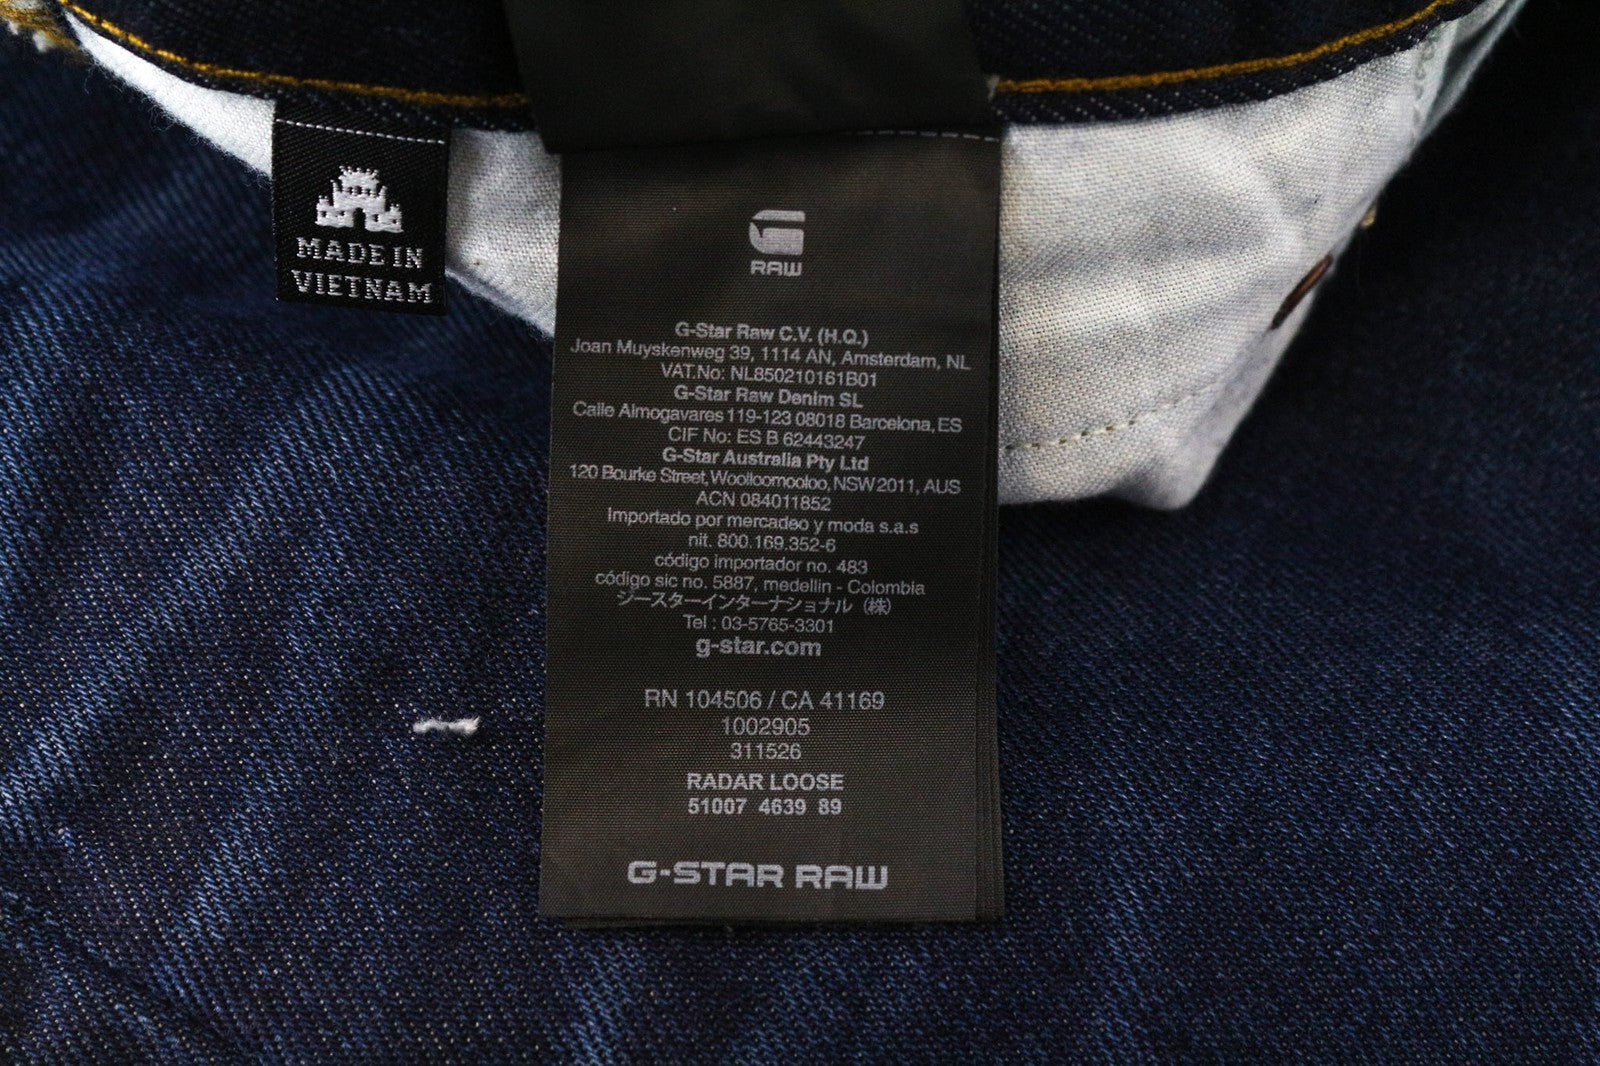 MADE IN
VIETNAM
RAW
G-Star Raw C.V. (H.Q.)
Joan Muyskenweg 39, 1114 AN, Amsterdam, NL
VAT.No: NL850210161B01
G-Star Raw Denim SL
Calle Almogavares 119-123 08018 Barcelona, ES
CIF No: ES B 62443247
G-Star Australia Pty Ltd
120 Bourke Street, Woolloomooloo, NSW 2011, AUS
ACN 084011852
Importado por mercadeo y moda s.a.s
nit. 800.169.352-6
código importador no. 483
código sic no. 5887, medellin - Colombia
ジースターインターナショナル (株)
Tel : 03-5765-3301
g-star.com
RN 104506 / CA 41169
1002905
311526
RADAR LOOSE
51007 4639 89
G-STAR RAW